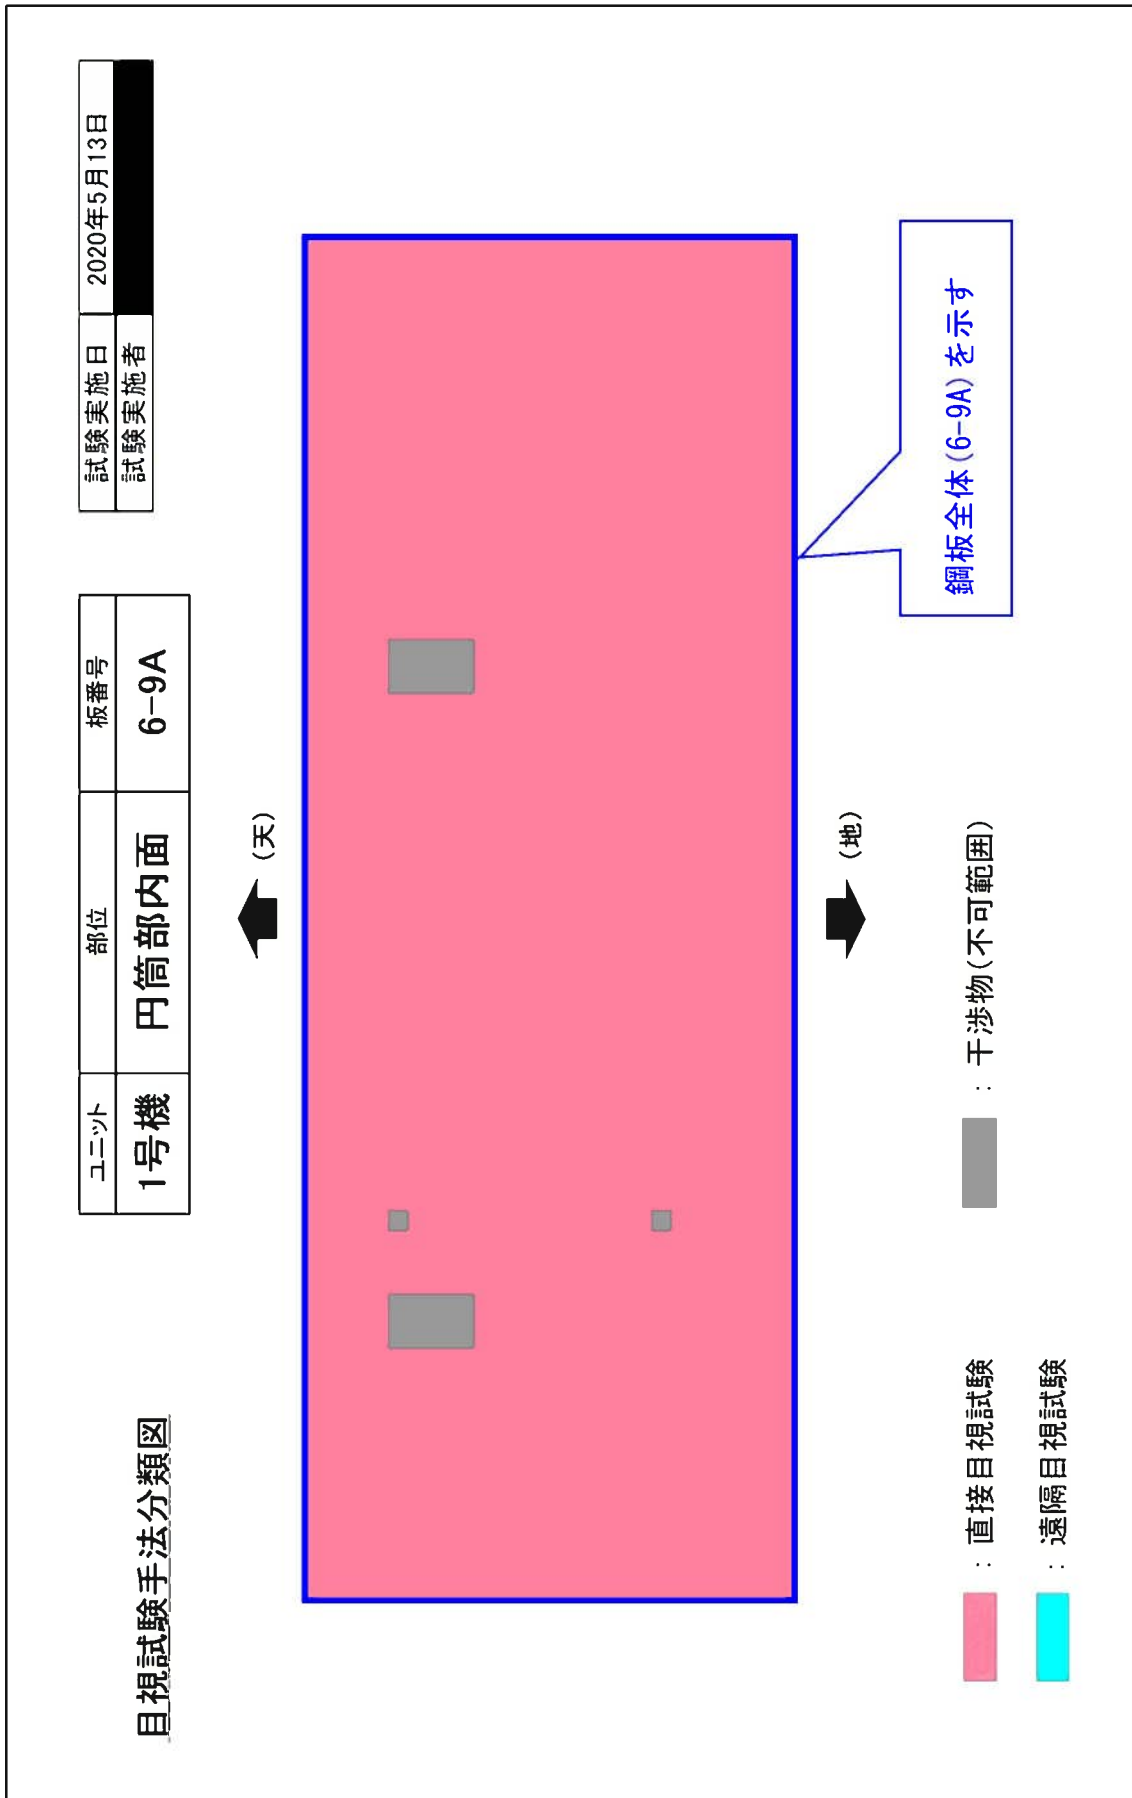 目視試験手法分類図
ユニット 部位 板番号
1号機 円筒部内面 6-9A
試験実施日 2020年5月13日
試験実施者
(天)
(地)
鋼板全体(6-9A)を示す
：直接目視試験
：干渉物(不可範囲)
：遠隔目視試験